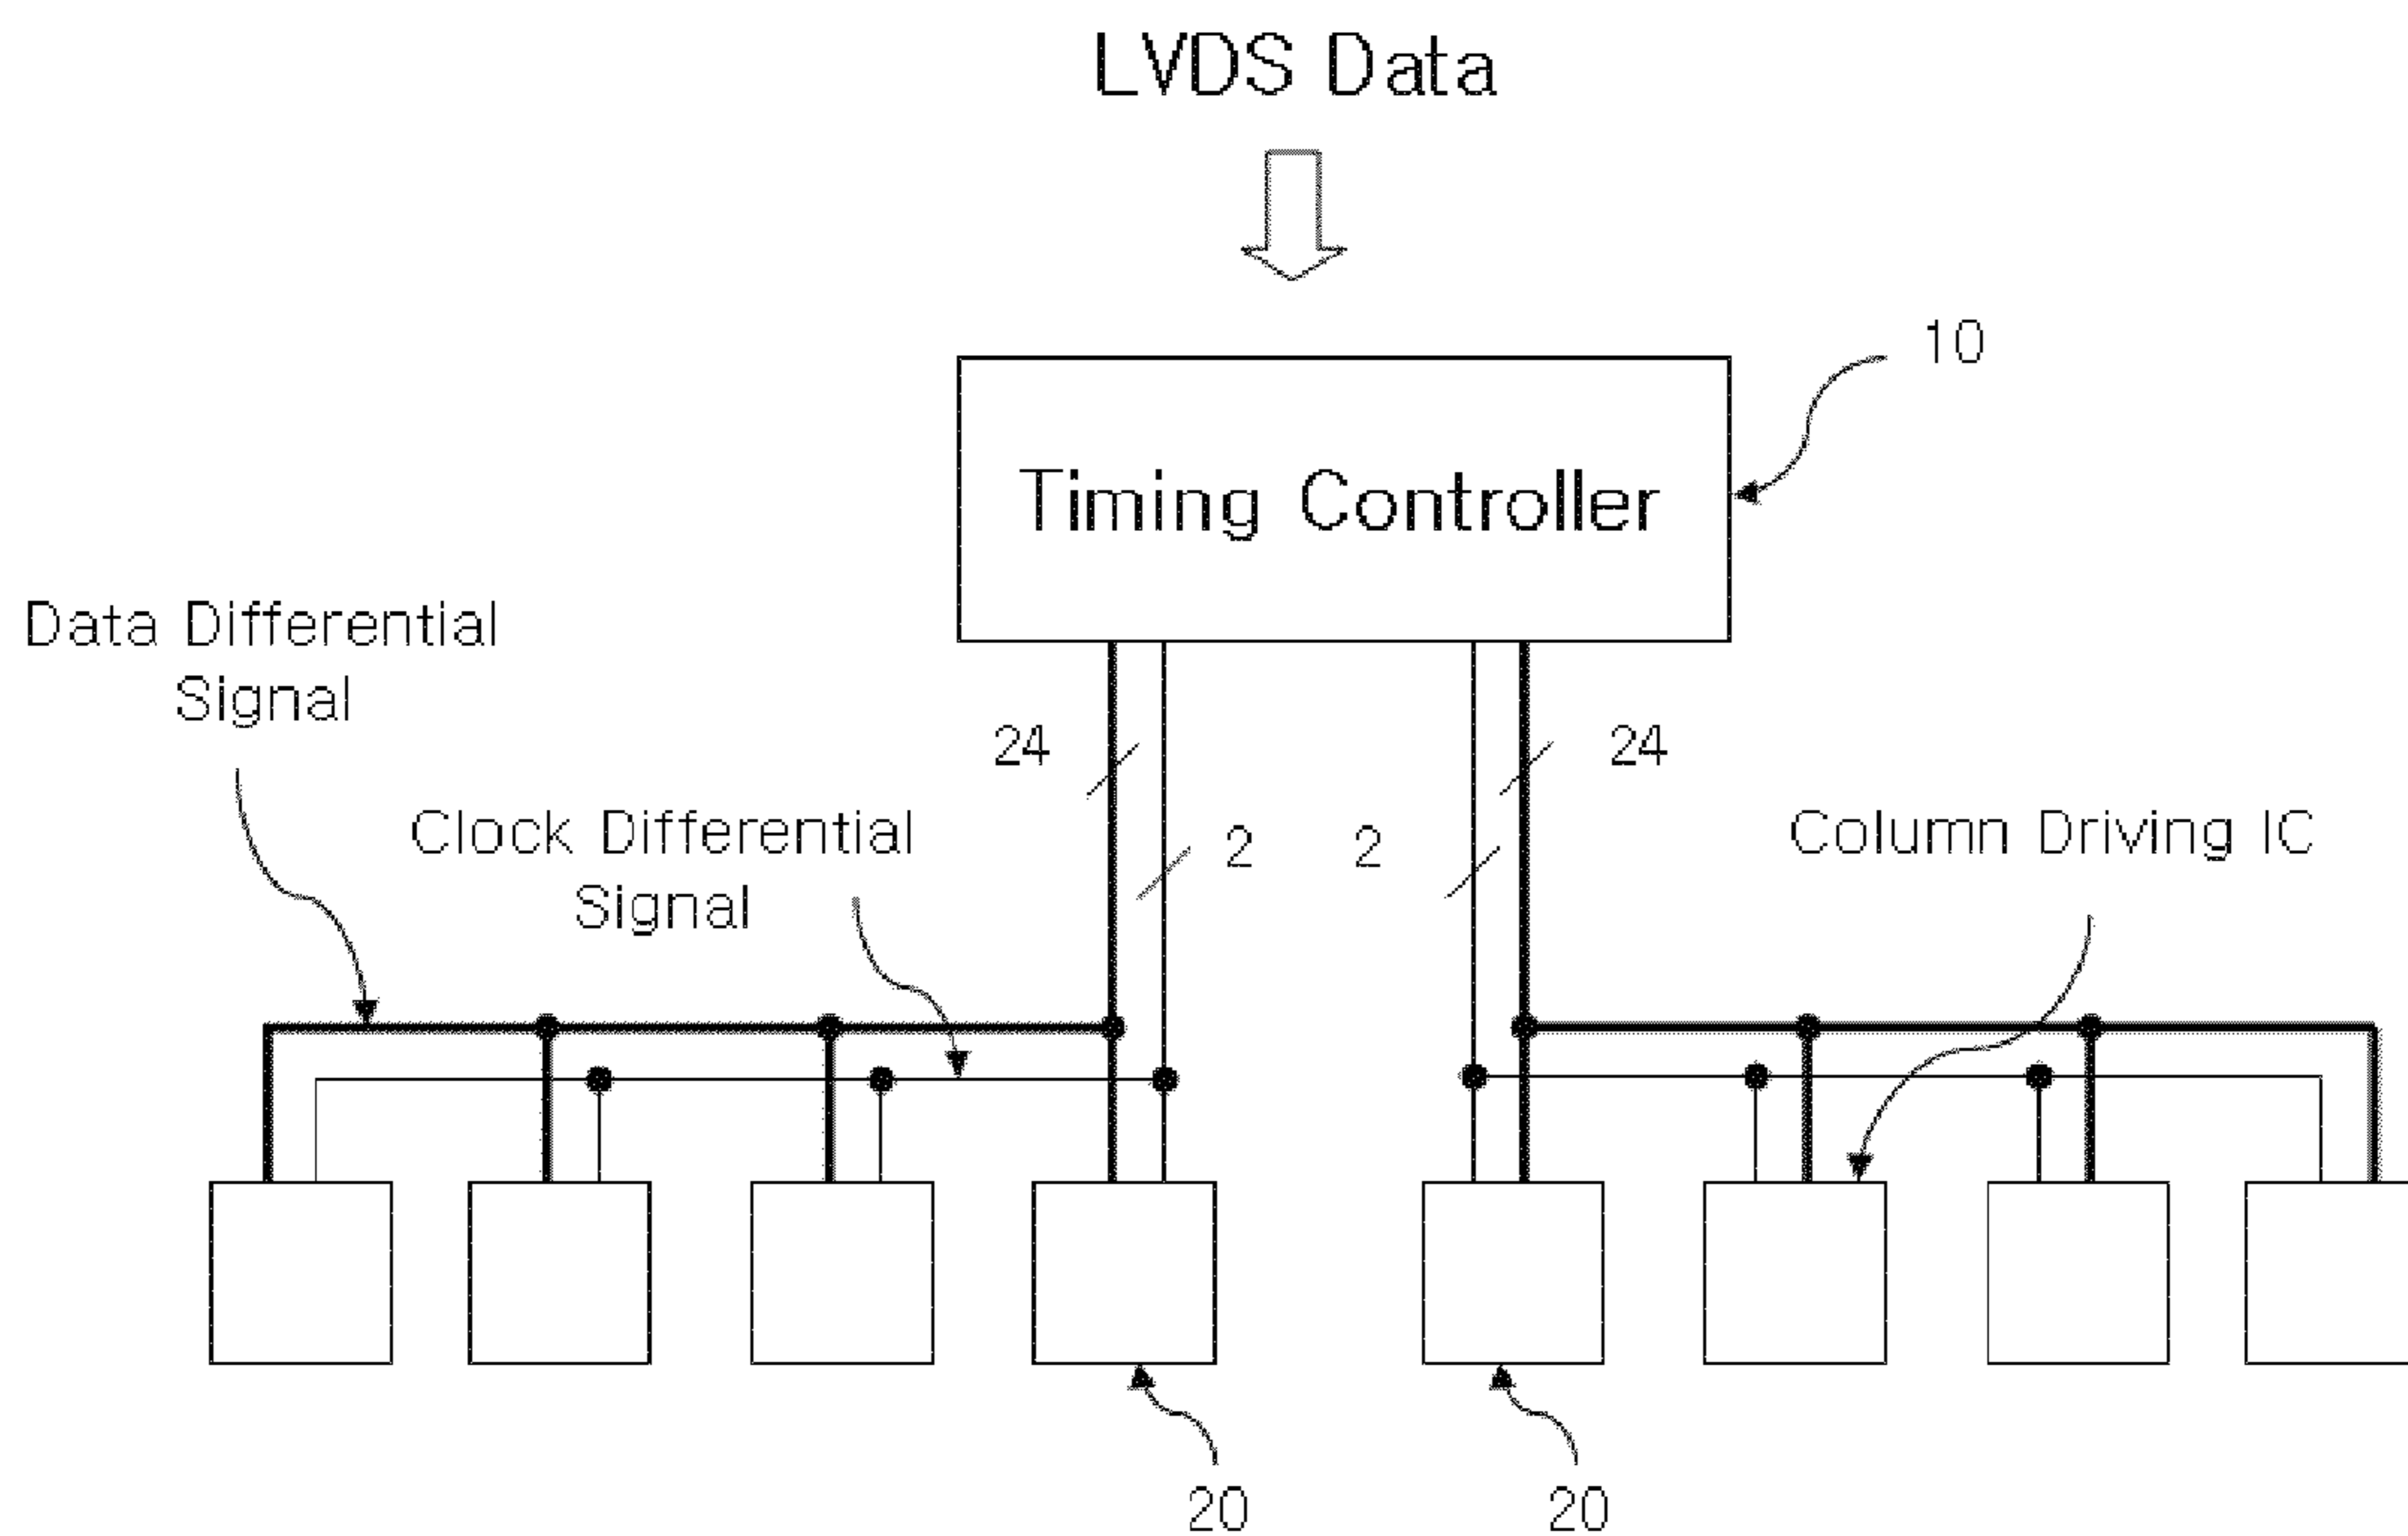 LVDS Data
10
Timing Controller
Data Differential
Signal
24
24
Clock Differential
Signal
2
2
Column Driving IC
20
20